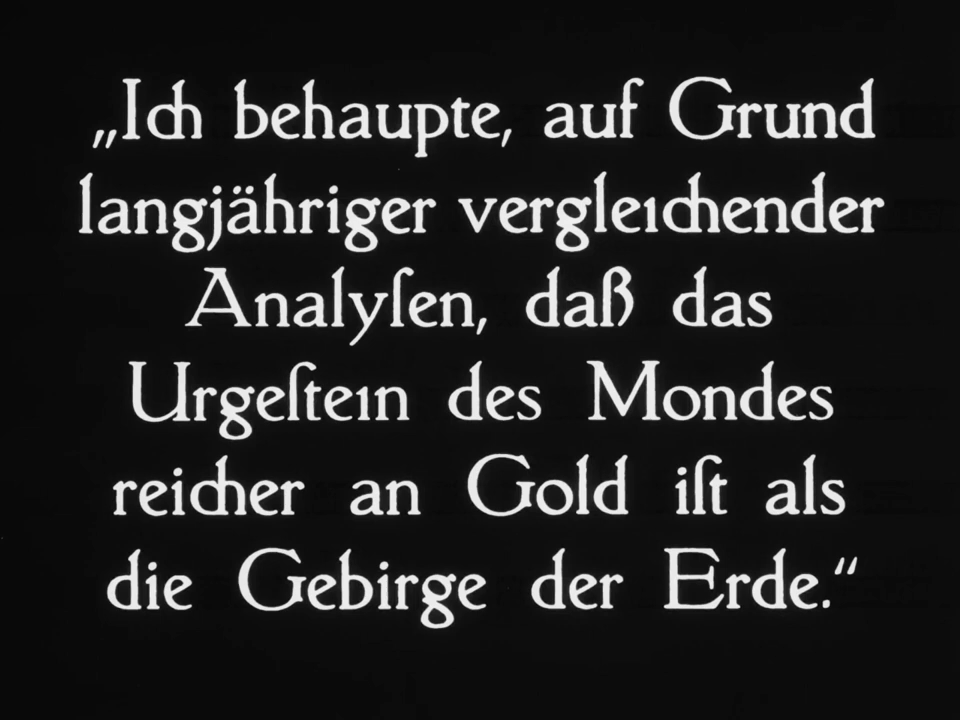 „Ich behaupte, auf Grund
langjähriger vergleichender
Analyſen, daß das
Urgeſtein des Mondes
reicher an Gold iſt als
die Gebirge der Erde.“